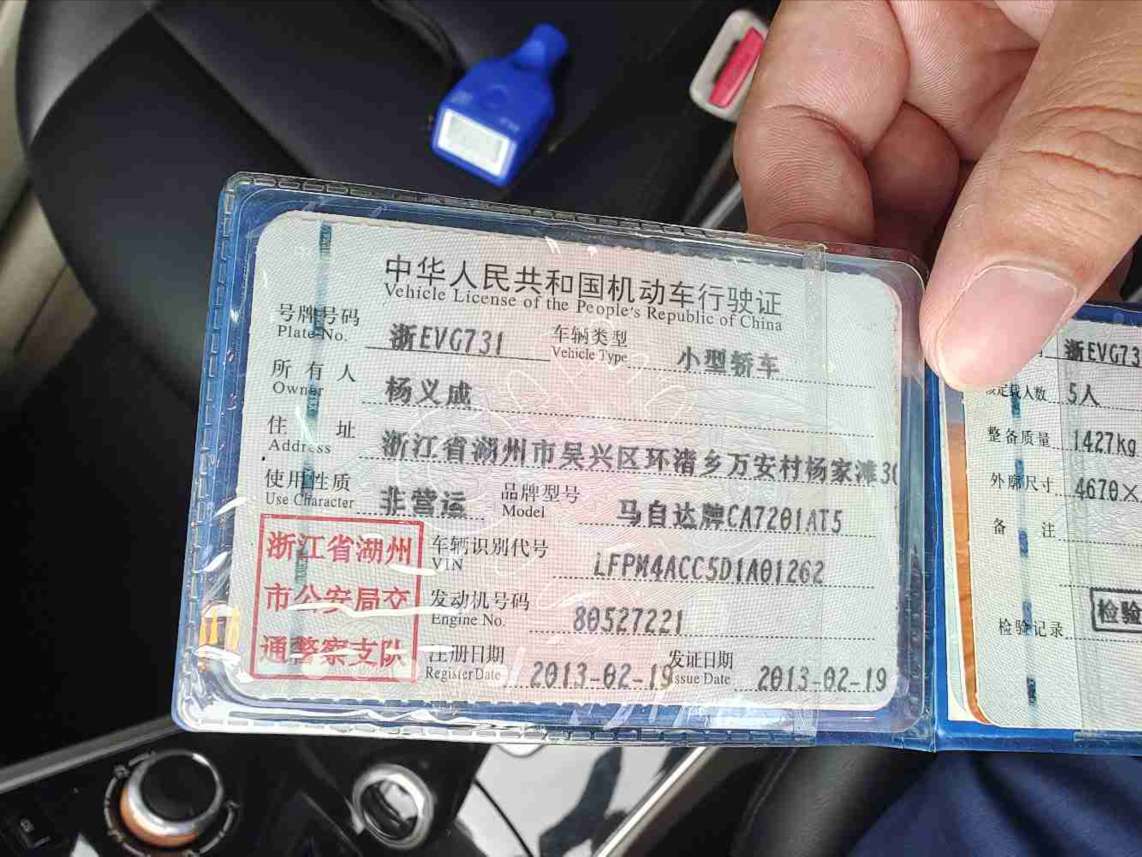 中华人民共和国机动车行驶证
Vehicle License of the People's Republic of China
号牌号码 浙EVG731 车辆类型 小型轿车
Plate No. Vehicle Type
所有人 杨义成
Owner
住址 浙江省湖州市吴兴区环渚乡万安村杨家滩30
Address
使用性质 非营运 品牌型号 马自达牌CA7201AT5
Use Character Model
浙江省湖州
市公安局交
通警察支队
车辆识别代号 LFPM4ACC5D1A01262
VIN
发动机号码 80527221
Engine No.
注册日期 2013-02-19 发证日期 2013-02-19
Register Date Issue Date
浙EVG73
定载人数 5人
整备质量 1427kg
外廓尺寸 4670×
备注
检验记录 检验